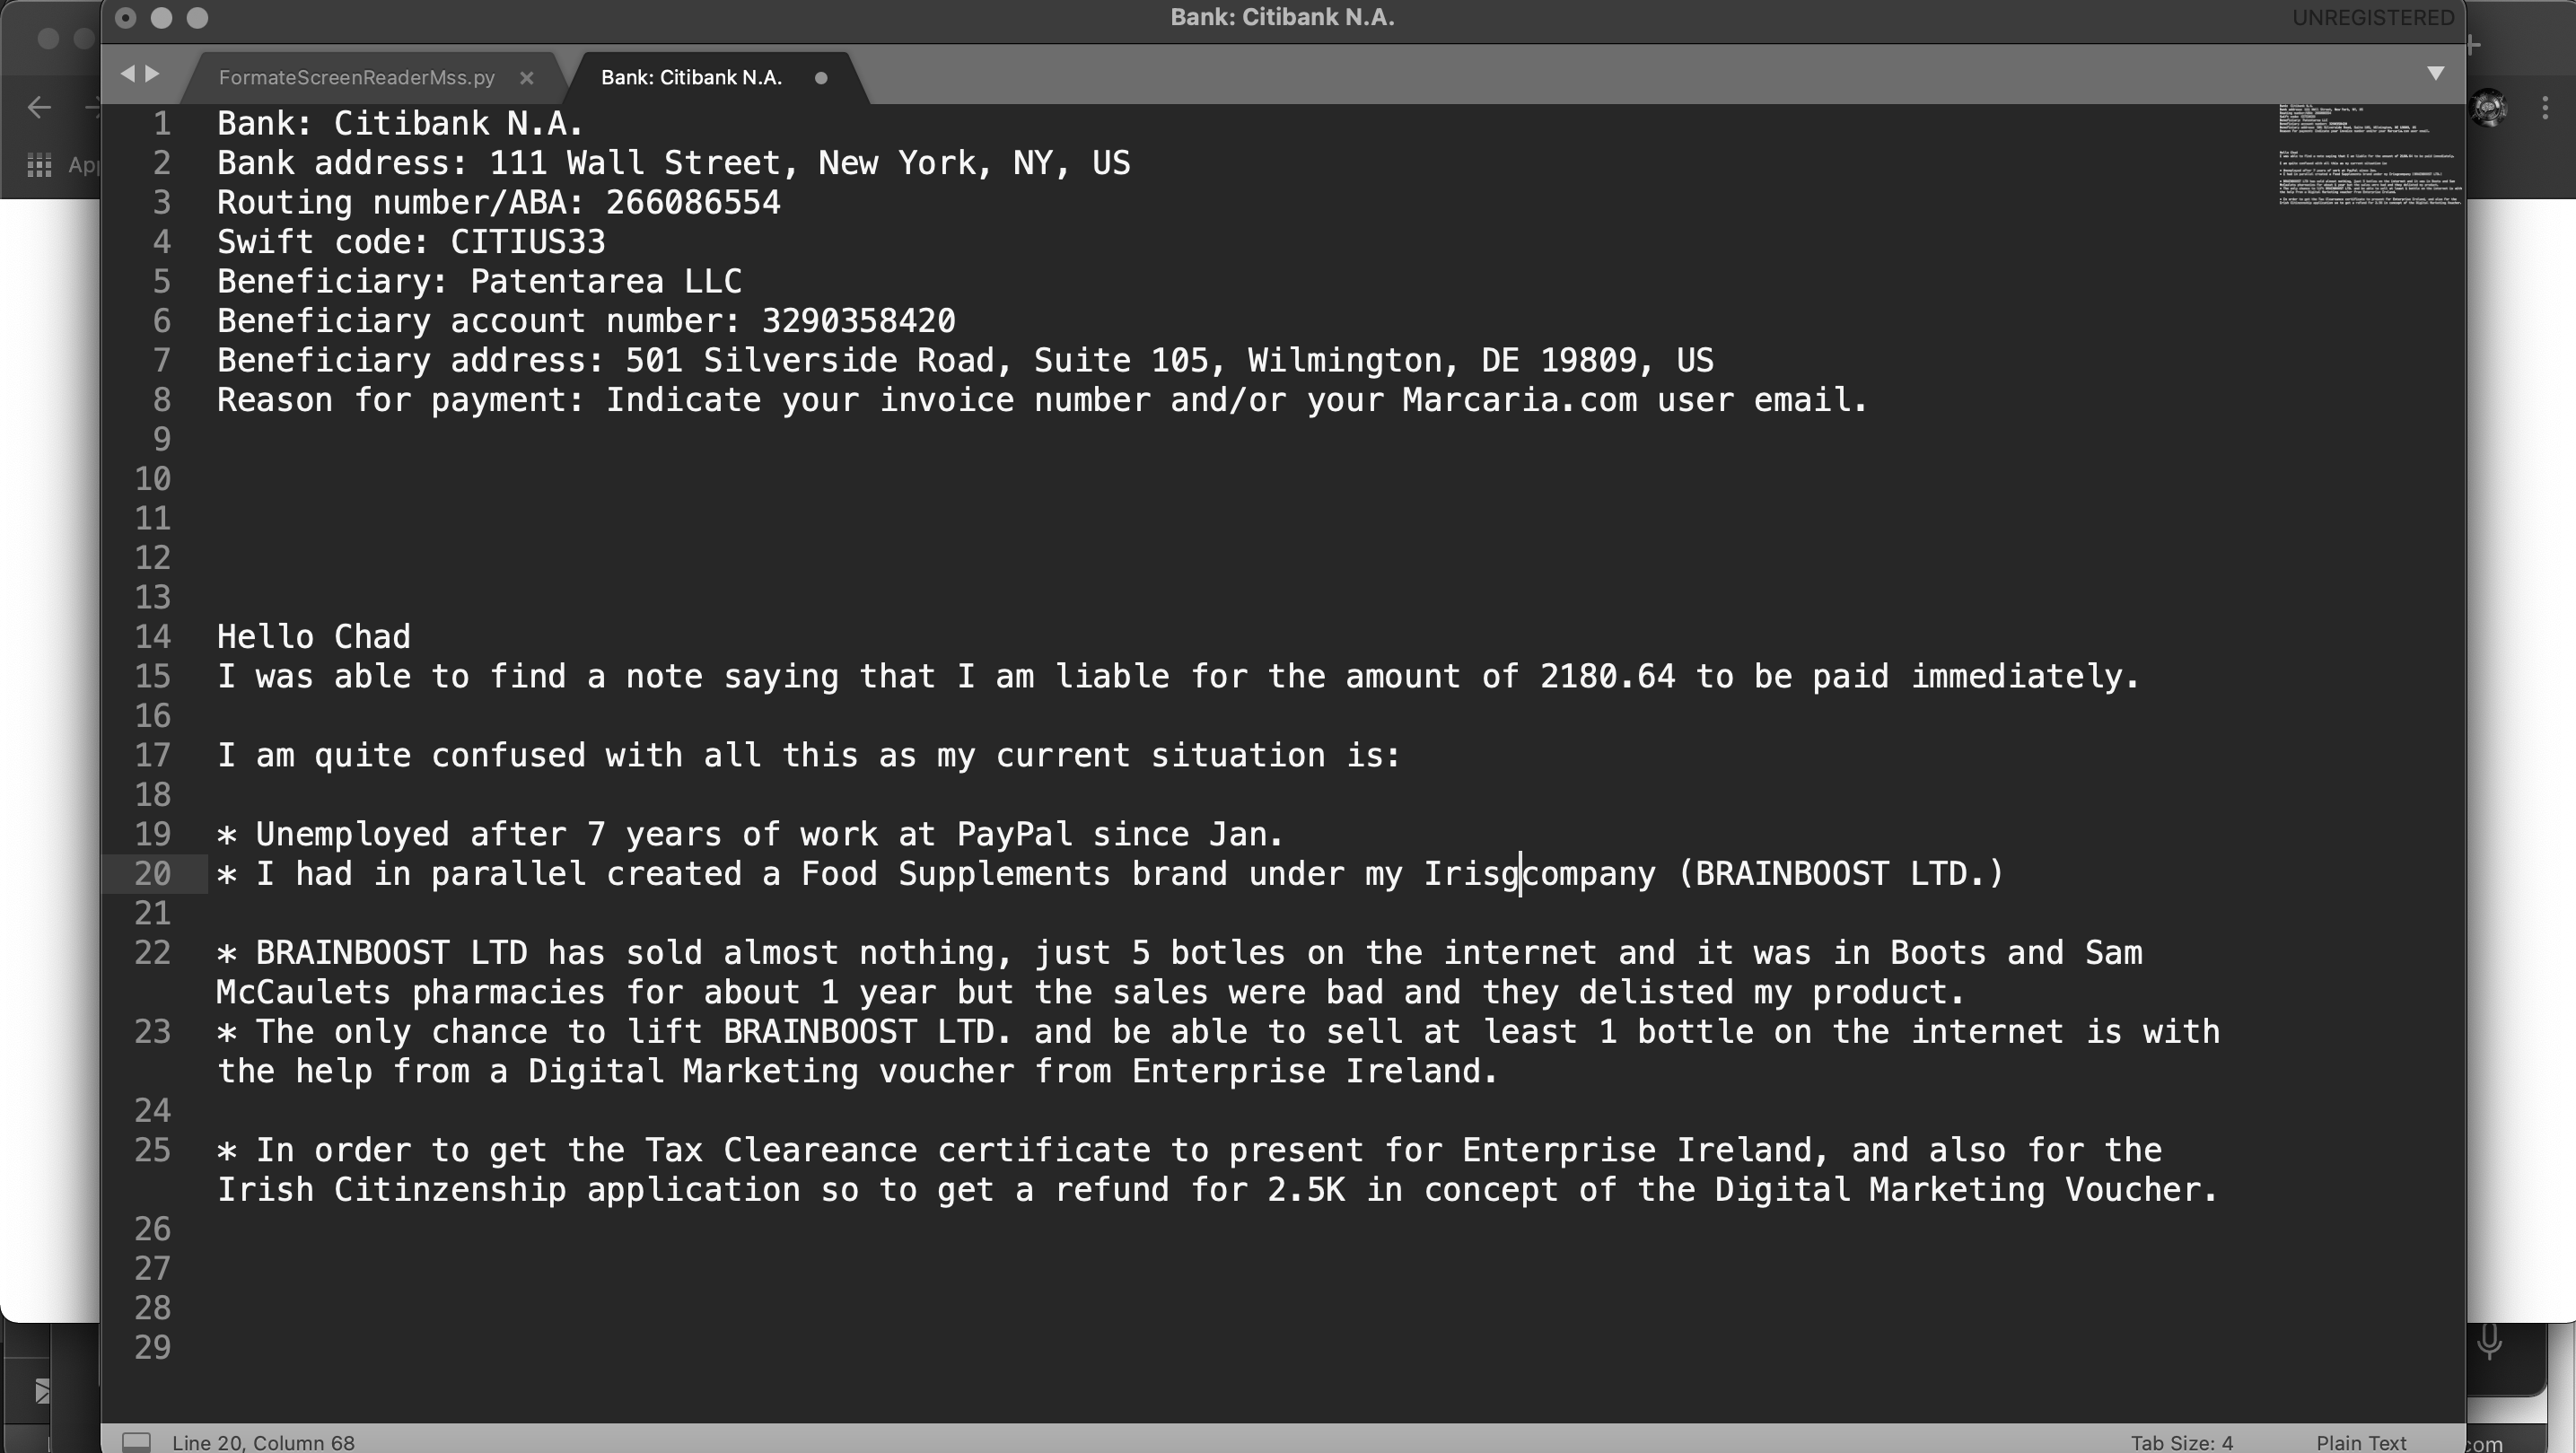 Bank: Citibank N.A.
UNREGISTERED
FormateScreenReaderMss.py
Bank: Citibank N.A.
1 Bank: Citibank N.A.
2 Bank address: 111 Wall Street, New York, NY, US
3 Routing number/ABA: 266086554
4 Swift code: CITIUS33
5 Beneficiary: Patentarea LLC
6 Beneficiary account number: 3290358420
7 Beneficiary address: 501 Silverside Road, Suite 105, Wilmington, DE 19809, US
8 Reason for payment: Indicate your invoice number and/or your Marcaria.com user email.
9
10
11
12
13
14 Hello Chad
15 I was able to find a note saying that I am liable for the amount of 2180.64 to be paid immediately.
16
17 I am quite confused with all this as my current situation is:
18
19 * Unemployed after 7 years of work at PayPal since Jan.
20 * I had in parallel created a Food Supplements brand under my Irisgcompany (BRAINBOOST LTD.)
21
22 * BRAINBOOST LTD has sold almost nothing, just 5 botles on the internet and it was in Boots and Sam
McCaulets pharmacies for about 1 year but the sales were bad and they delisted my product.
23 * The only chance to lift BRAINBOOST LTD. and be able to sell at least 1 bottle on the internet is with
the help from a Digital Marketing voucher from Enterprise Ireland.
24
25 * In order to get the Tax Cleareance certificate to present for Enterprise Ireland, and also for the
Irish Citinzenship application so to get a refund for 2.5K in concept of the Digital Marketing Voucher.
26
27
28
29
Line 20, Column 68
Tab Size: 4
Plain Text